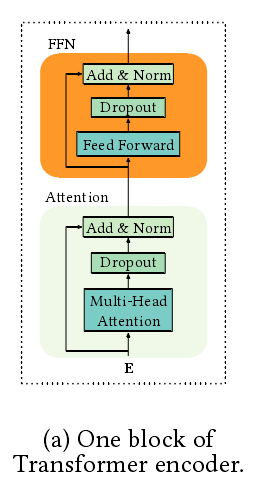 FFN
Add & Norm
Dropout
Feed Forward
Attention
Add & Norm
Dropout
Multi-Head
Attention
E
(a) One block of
Transformer encoder.